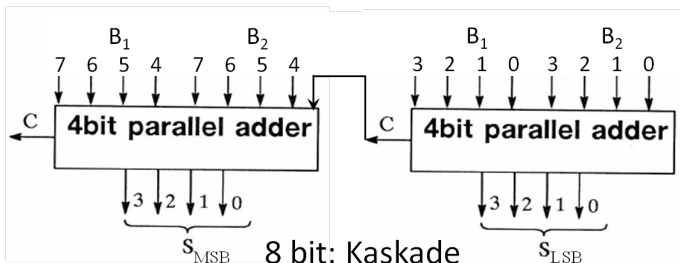 B1 B2 B1 B2
7 6 5 4 7 6 5 4 3 2 1 0 3 2 1 0
C 4bit parallel adder C 4bit parallel adder
3 2 1 0 3 2 1 0
SMSB 8 bit: Kaskade SLSB